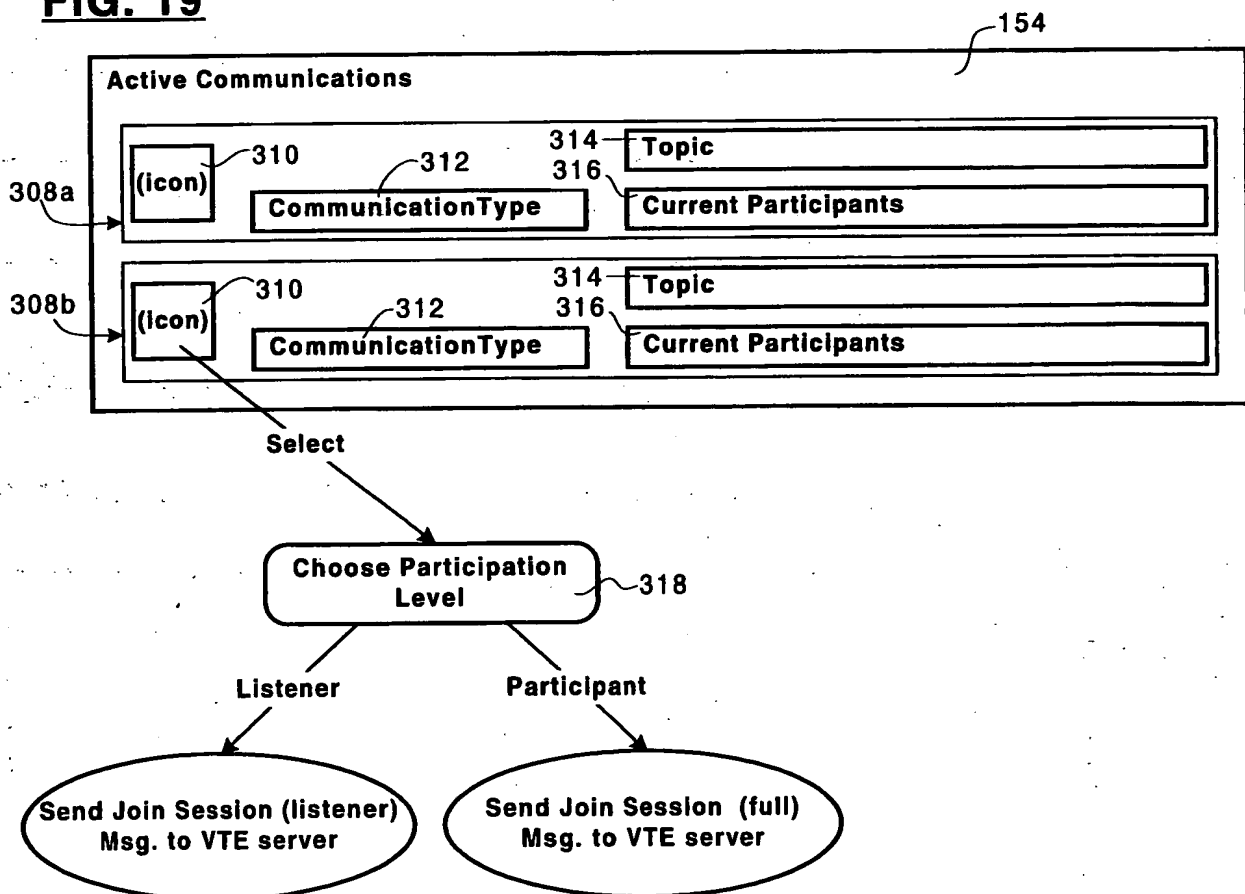 FIG. 19
154
Active Communications
310
(icon)
312
CommunicationType
314
Topic
316
Current Participants
308a
310
(icon)
312
CommunicationType
314
Topic
316
Current Participants
308b
Select
Choose Participation
Level
318
Listener
Participant
Send Join Session (listener)
Msg. to VTE server
Send Join Session (full)
Msg. to VTE server